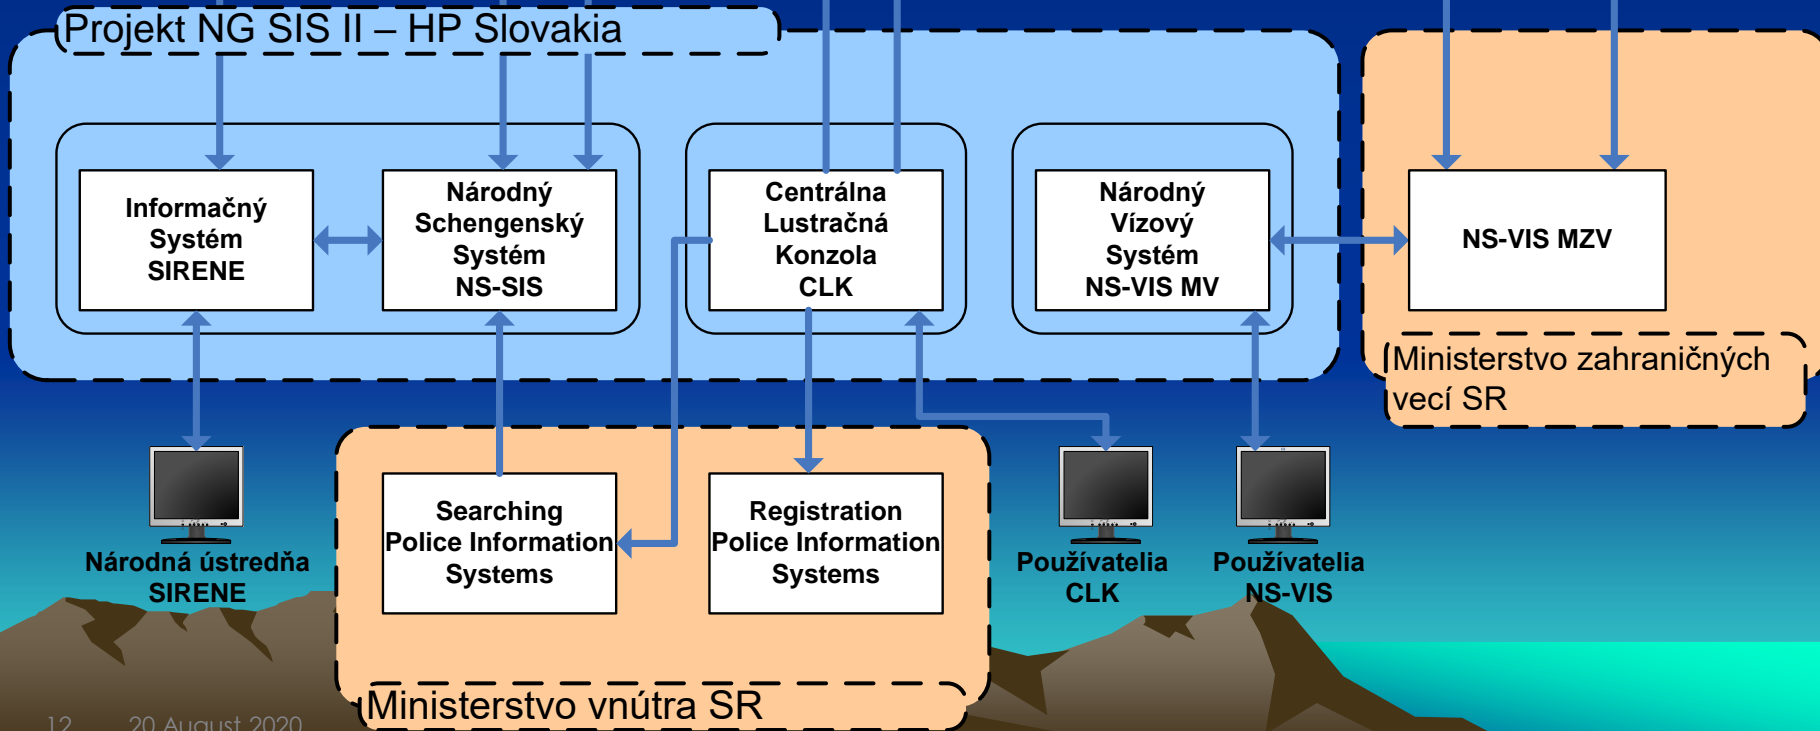 Projekt NG SIS II – HP Slovakia
Informačný
Systém
SIRENE
Národný
Schengenský
Systém
NS-SIS
Centrálna
Lustračná
Konzola
CLK
Národný
Vízový
Systém
NS-VIS MV
NS-VIS MZV
Ministerstvo zahraničných
vecí SR
Národná ústredňa
SIRENE
Searching
Police Information
Systems
Registration
Police Information
Systems
Používatelia
CLK
Používatelia
NS-VIS
Ministerstvo vnútra SR
12
20 August 2020